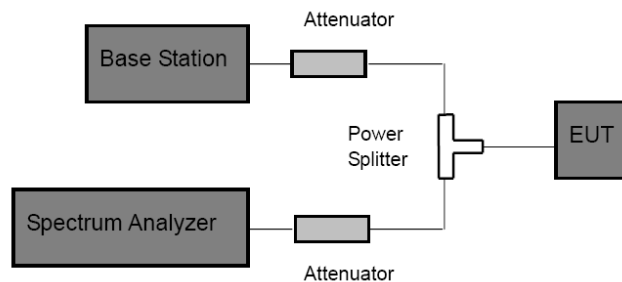 Attenuator
Base Station
Power
Splitter
EUT
Spectrum Analyzer
Attenuator